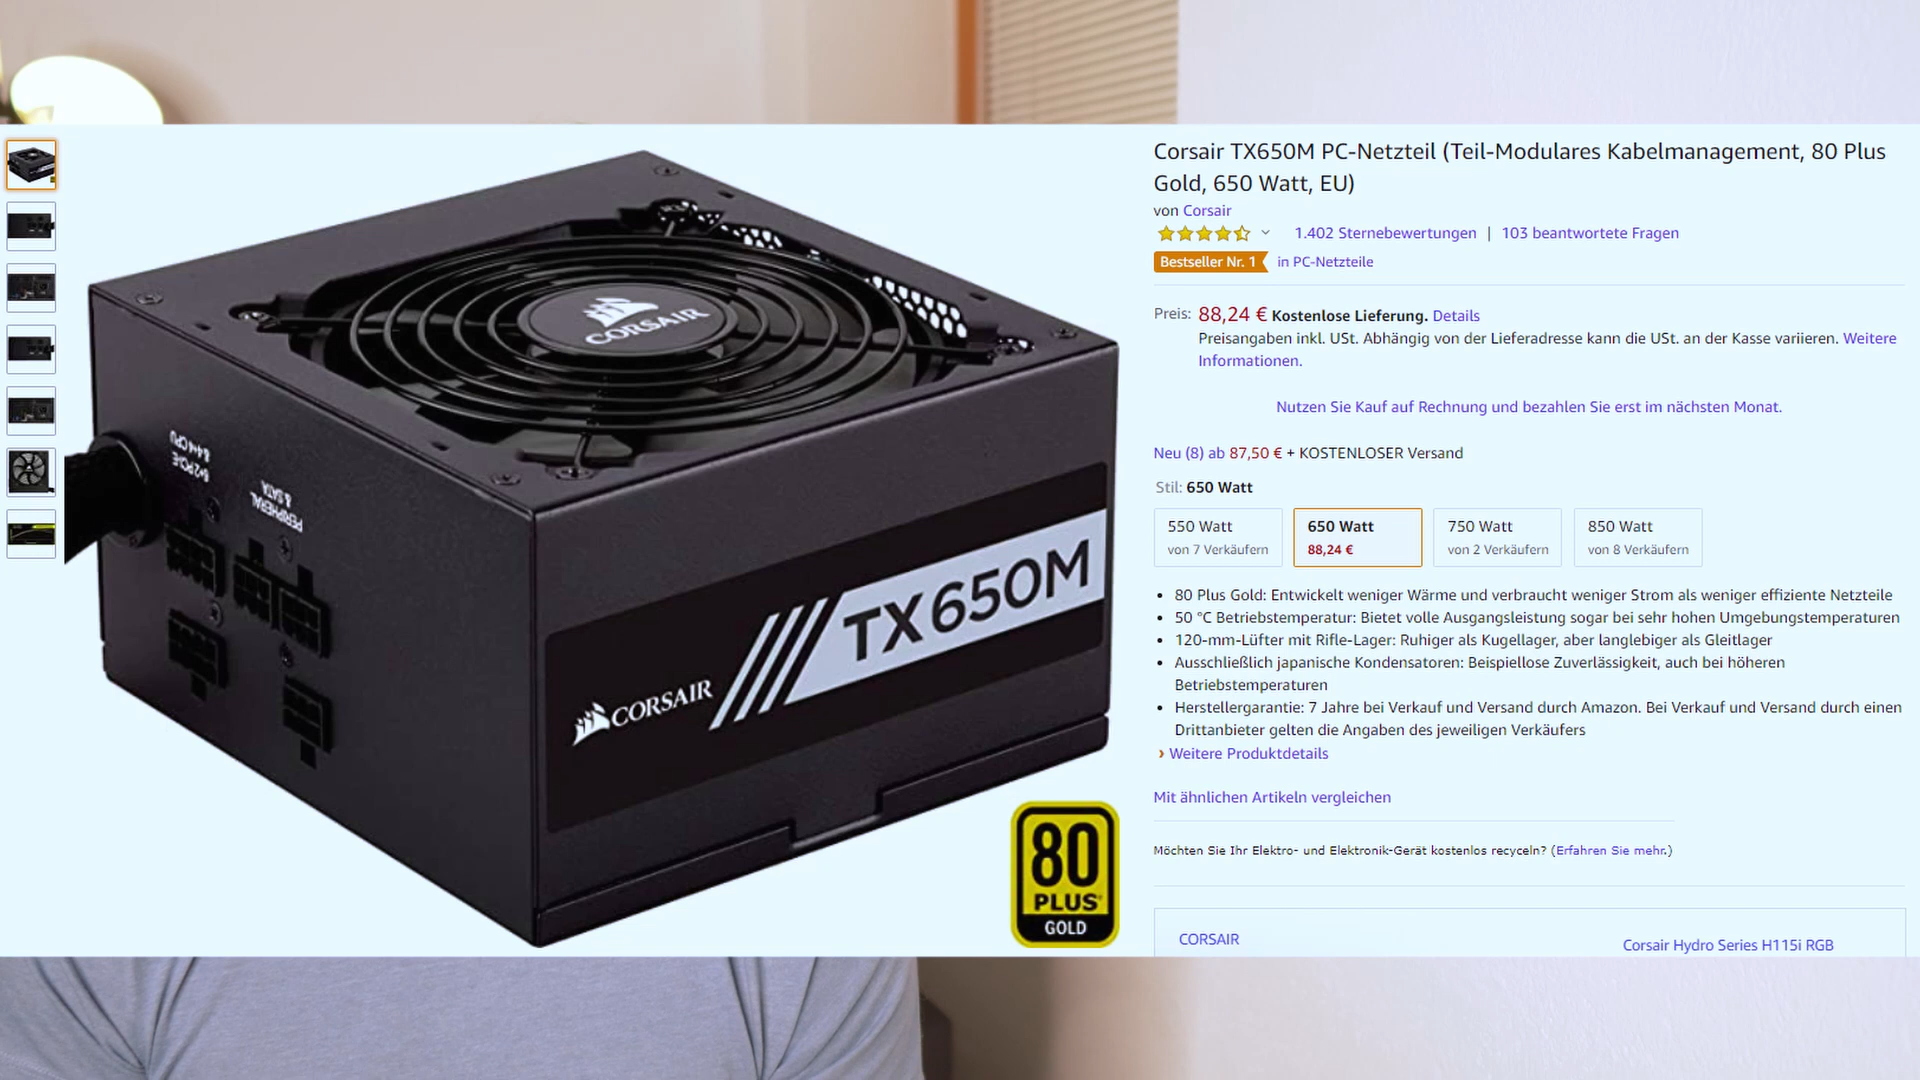 Corsair TX650M PC-Netzteil (Teil-Modulares Kabelmanagement, 80 Plus
Gold, 650 Watt, EU)
von Corsair
1.402 Sternebewertungen | 103 beantwortete Fragen
Bestseller Nr. 1 in PC-Netzteile
Preis: 88,24 € Kostenlose Lieferung. Details
Preisangaben inkl. USt. Abhängig von der Lieferadresse kann die USt. an der Kasse variieren. Weitere
Informationen.
Nutzen Sie Kauf auf Rechnung und bezahlen Sie erst im nächsten Monat.
Neu (8) ab 87,50 € + KOSTENLOSER Versand
Stil: 650 Watt
550 Watt 650 Watt 750 Watt 850 Watt
von 7 Verkäufern 88,24 € von 2 Verkäufern von 8 Verkäufern
• 80 Plus Gold: Entwickelt weniger Wärme und verbraucht weniger Strom als weniger effiziente Netzteile
• 50 °C Betriebstemperatur: Bietet volle Ausgangsleistung sogar bei sehr hohen Umgebungstemperaturen
• 120-mm-Lüfter mit Rifle-Lager: Ruhiger als Kugellager, aber langlebiger als Gleitlager
• Ausschließlich japanische Kondensatoren: Beispiellose Zuverlässigkeit, auch bei höheren
Betriebstemperaturen
• Herstellergarantie: 7 Jahre bei Verkauf und Versand durch Amazon. Bei Verkauf und Versand durch einen
Drittanbieter gelten die Angaben des jeweiligen Verkäufers
› Weitere Produktdetails
Mit ähnlichen Artikeln vergleichen
Möchten Sie Ihr Elektro- und Elektronik-Gerät kostenlos recyceln? (Erfahren Sie mehr.)
CORSAIR
Corsair Hydro Series H115i RGB
CORSAIR
6+2 PCI-E
& 4+4 CPU
PERIPHERAL
& SATA
CORSAIR
TX650M
80
PLUS
GOLD